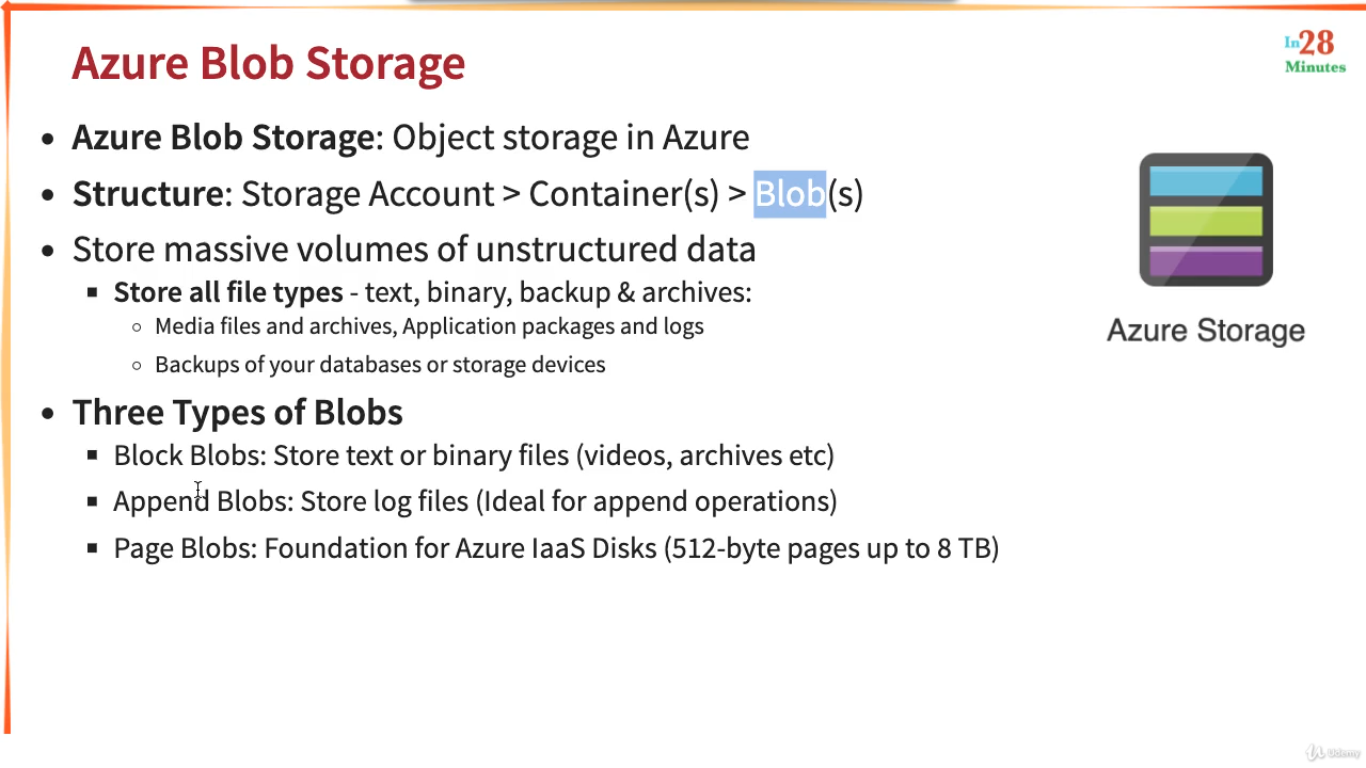 Azure Blob Storage
In28
Minutes
• Azure Blob Storage: Object storage in Azure
• Structure: Storage Account > Container(s) > Blob(s)
• Store massive volumes of unstructured data
▪ Store all file types - text, binary, backup & archives:
○ Media files and archives, Application packages and logs
○ Backups of your databases or storage devices
Azure Storage
• Three Types of Blobs
▪ Block Blobs: Store text or binary files (videos, archives etc)
▪ Append Blobs: Store log files (Ideal for append operations)
▪ Page Blobs: Foundation for Azure IaaS Disks (512-byte pages up to 8 TB)
Udemy